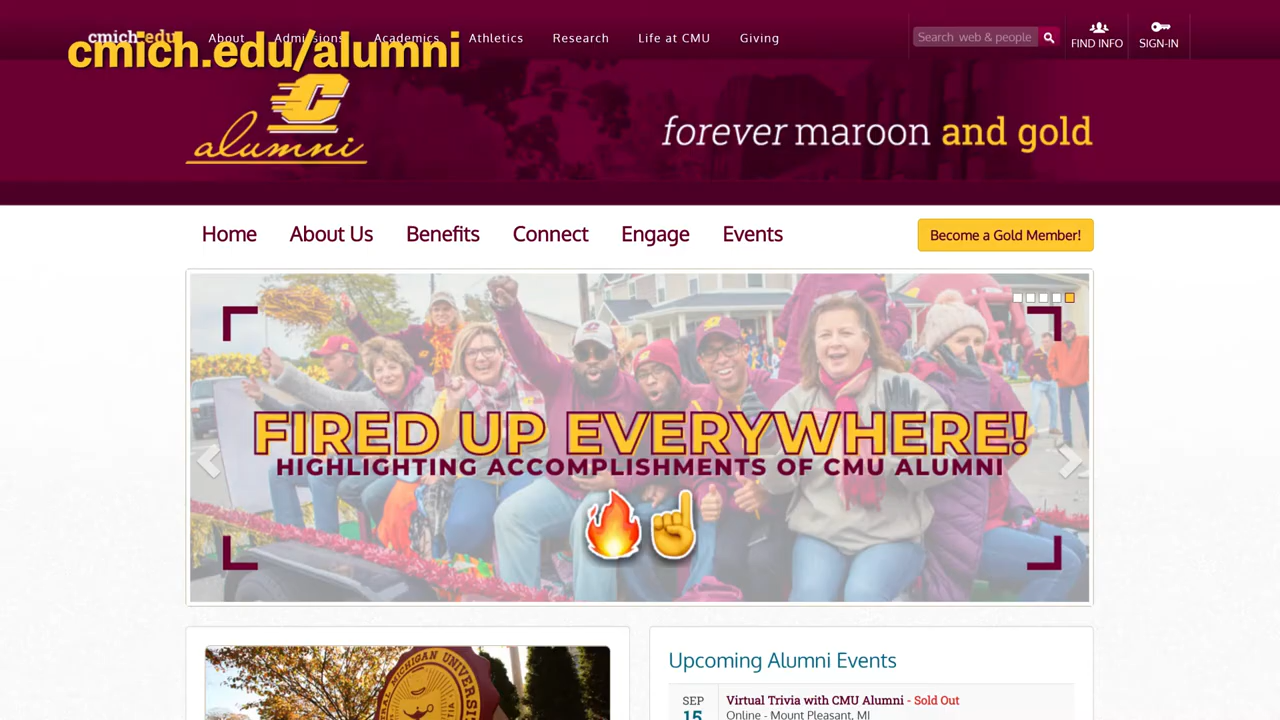 cmich.edu
About Admissions Academics Athletics Research Life at CMU Giving
Search web & people
FIND INFO
SIGN-IN
cmich.edu/alumni
C
alumni
forever maroon and gold
Home About Us Benefits Connect Engage Events
Become a Gold Member!
FIRED UP EVERYWHERE!
HIGHLIGHTING ACCOMPLISHMENTS OF CMU ALUMNI
Upcoming Alumni Events
SEP
15
Virtual Trivia with CMU Alumni - Sold Out
Online - Mount Pleasant, MI